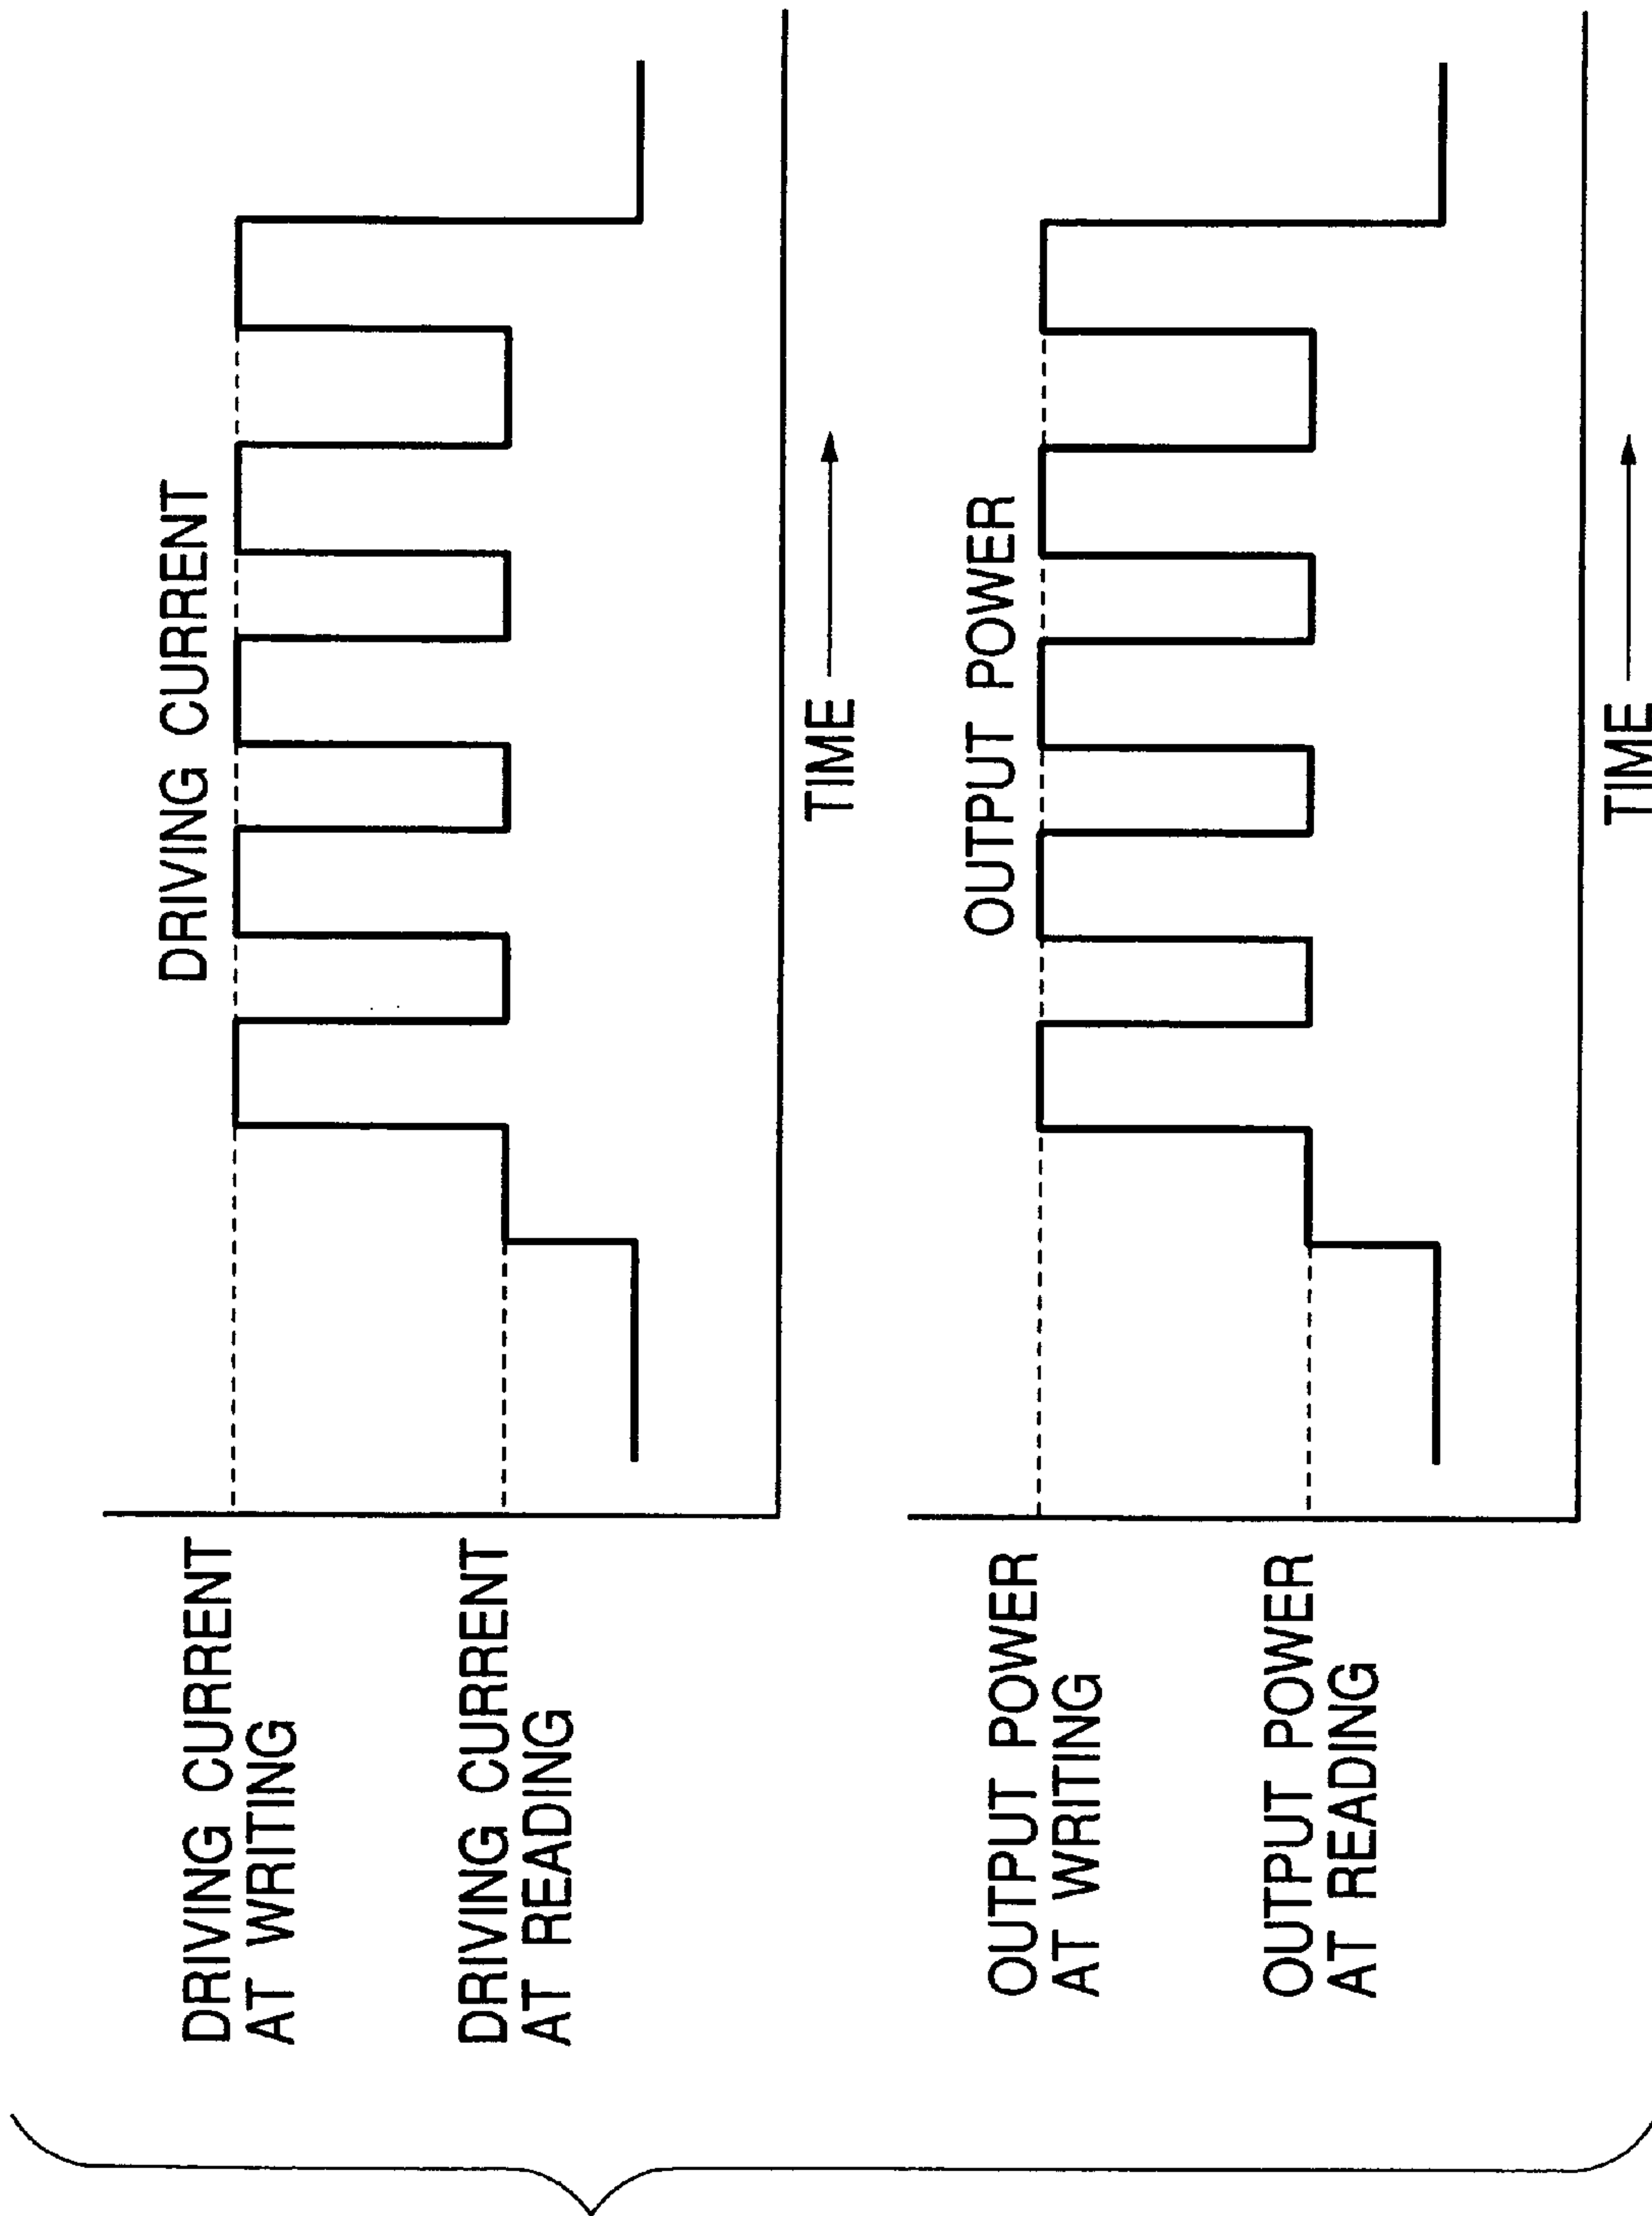 DRIVING CURRENT
DRIVING CURRENT
AT WRITING
DRIVING CURRENT
AT READING
TIME
OUTPUT POWER
OUTPUT POWER
AT WRITING
OUTPUT POWER
AT READING
TIME